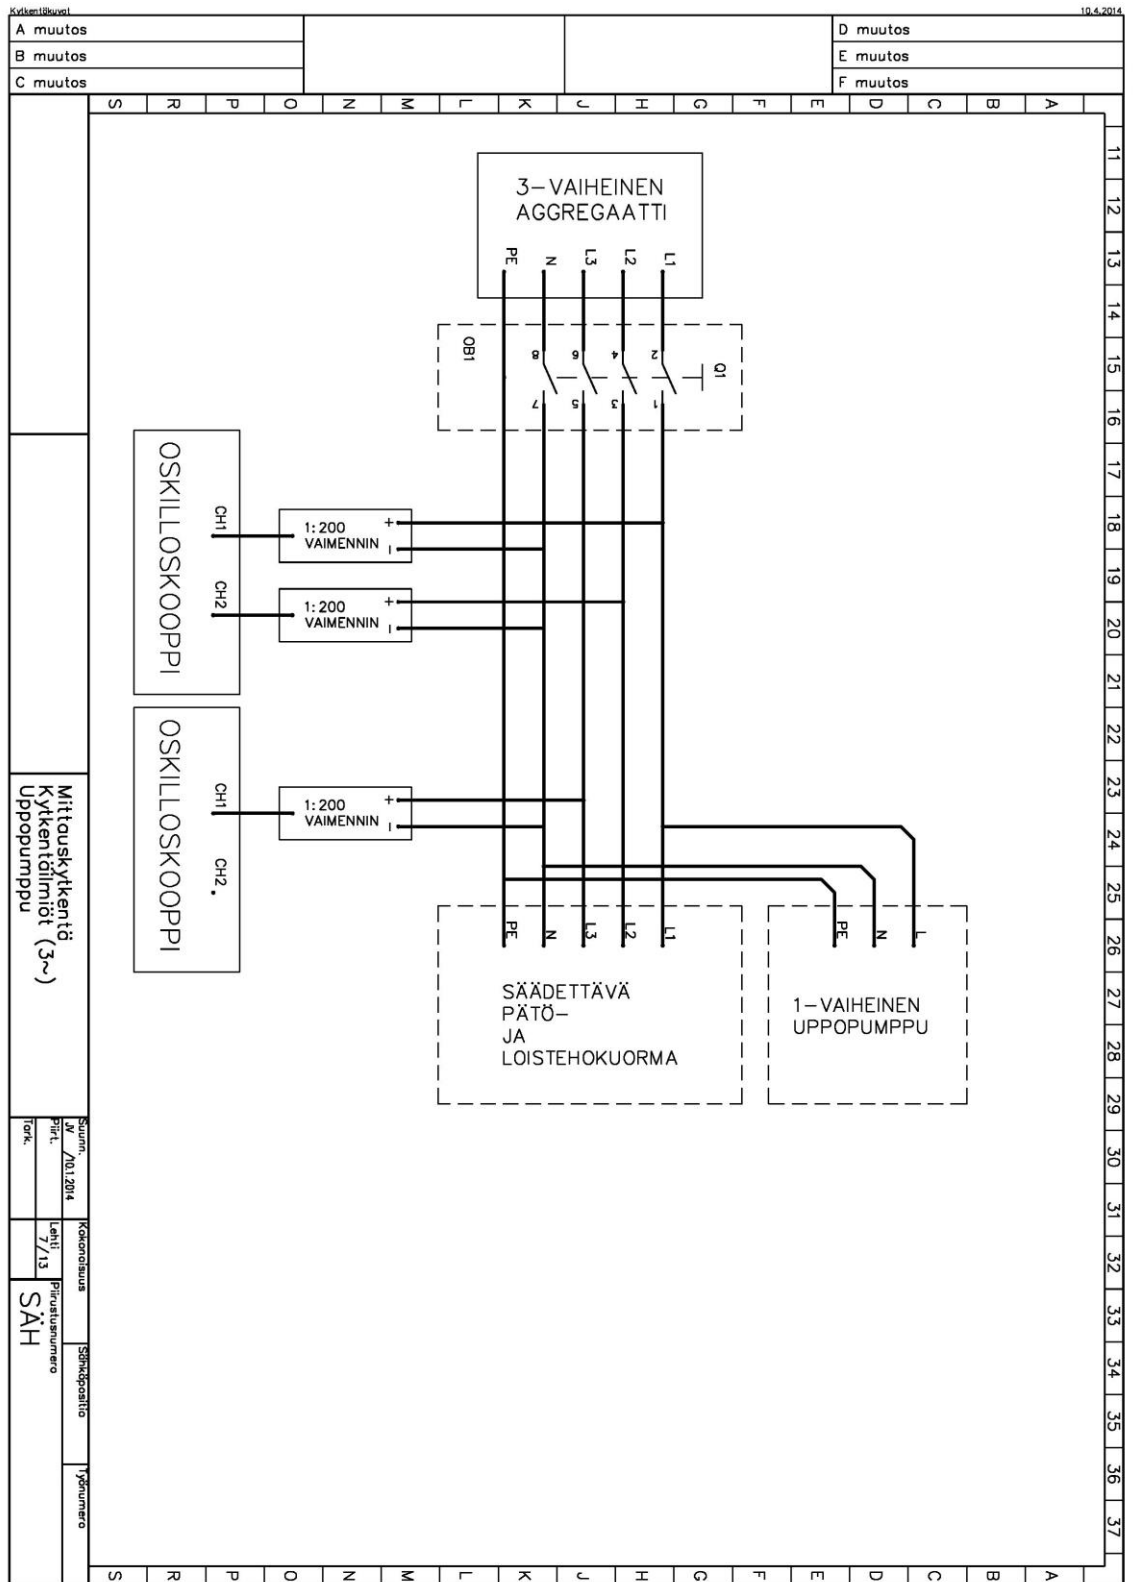 Kytkentäkuvat
10.4.2014
A muutos
B muutos
C muutos
D muutos
E muutos
F muutos
S R P O N M L K J H G F E D C B A
11
12
13
14
15
16
17
18
19
20
21
22
23
24
25
26
27
28
29
30
31
32
33
34
35
36
37
3-VAIHEINEN
AGGREGAATTI
PE N L3 L2 L1
OB1
Q1
8 6 4 2
7 5 3 1
OSKILLOSKOOPPI
CH1
CH2
1:200
VAIMENNIN
+
-
1:200
VAIMENNIN
+
-
OSKILLOSKOOPPI
CH1
CH2
1:200
VAIMENNIN
+
-
PE N L3 L2 L1
SÄÄDETTÄVÄ
PÄTÖ-
JA
LOISTEHOKUORMA
PE N L
1-VAIHEINEN
UPPOPUMPPU
Mittauskytkentä
Kytkentäilmiöt (3~)
Uppopumppu
Suunn.
JV /10.1.2014
Piirt.
Tark.
Kokonaisuus
Lehti
7/13
Piirustusnumero
SÄH
Sähköpositio
Työnumero
S R P O N M L K J H G F E D C B A